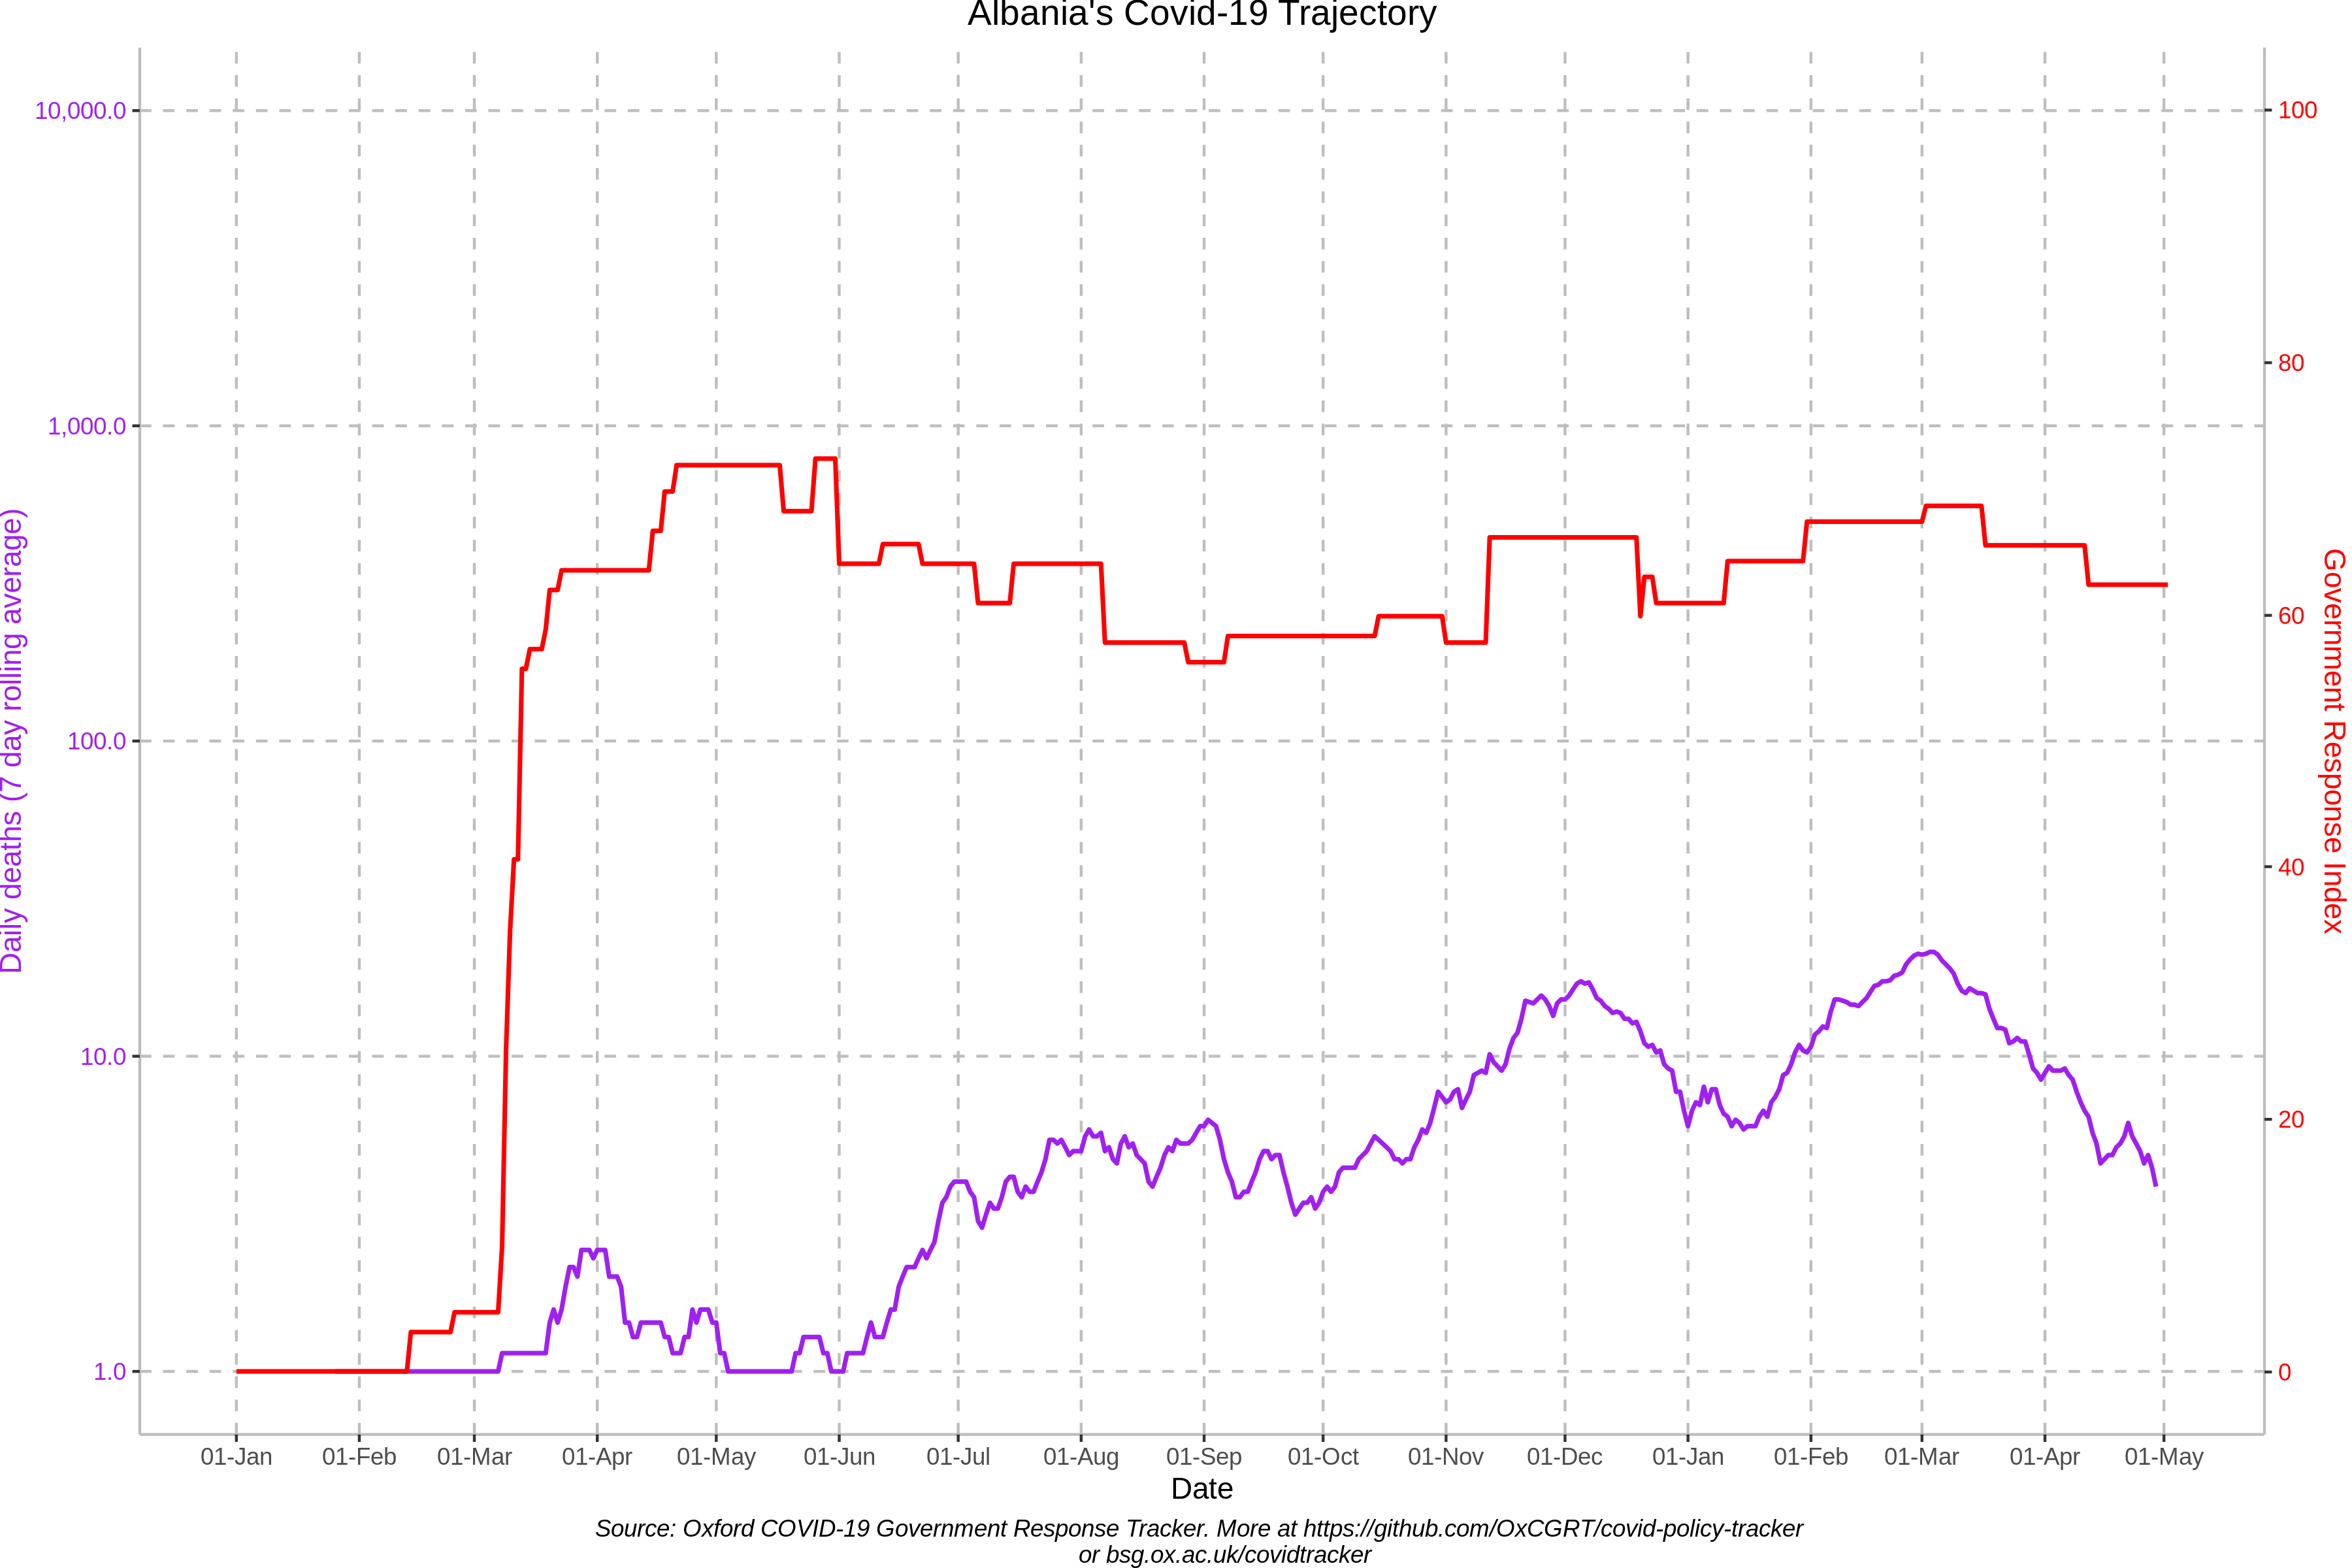 Albania's Covid-19 Trajectory
10,000.0
1,000.0
100.0
10.0
1.0
Daily deaths (7 day rolling average)
100
80
60
40
20
0
Government Response Index
01-Jan 01-Feb 01-Mar 01-Apr 01-May 01-Jun 01-Jul 01-Aug 01-Sep 01-Oct 01-Nov 01-Dec 01-Jan 01-Feb 01-Mar 01-Apr 01-May
Date
Source: Oxford COVID-19 Government Response Tracker. More at https://github.com/OxCGRT/covid-policy-tracker
or bsg.ox.ac.uk/covidtracker